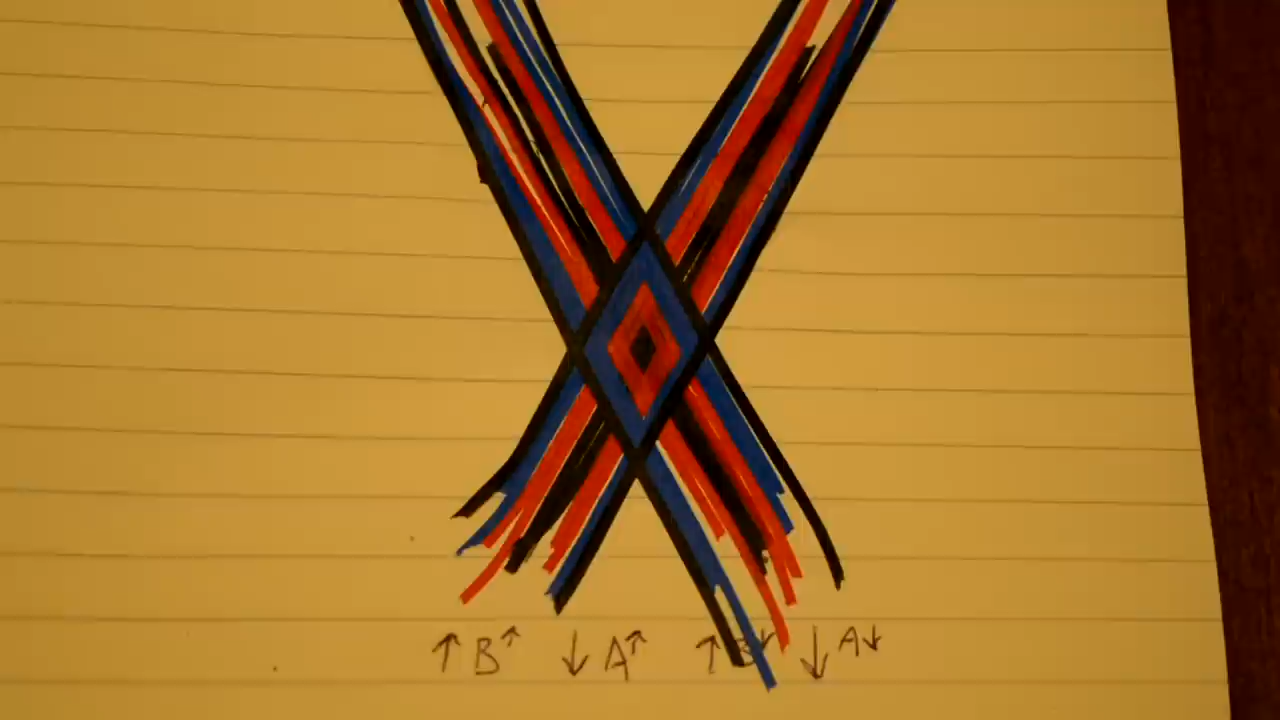 ↑ B↑ ↓ A↑ ↑ B↓ ↓ A↓